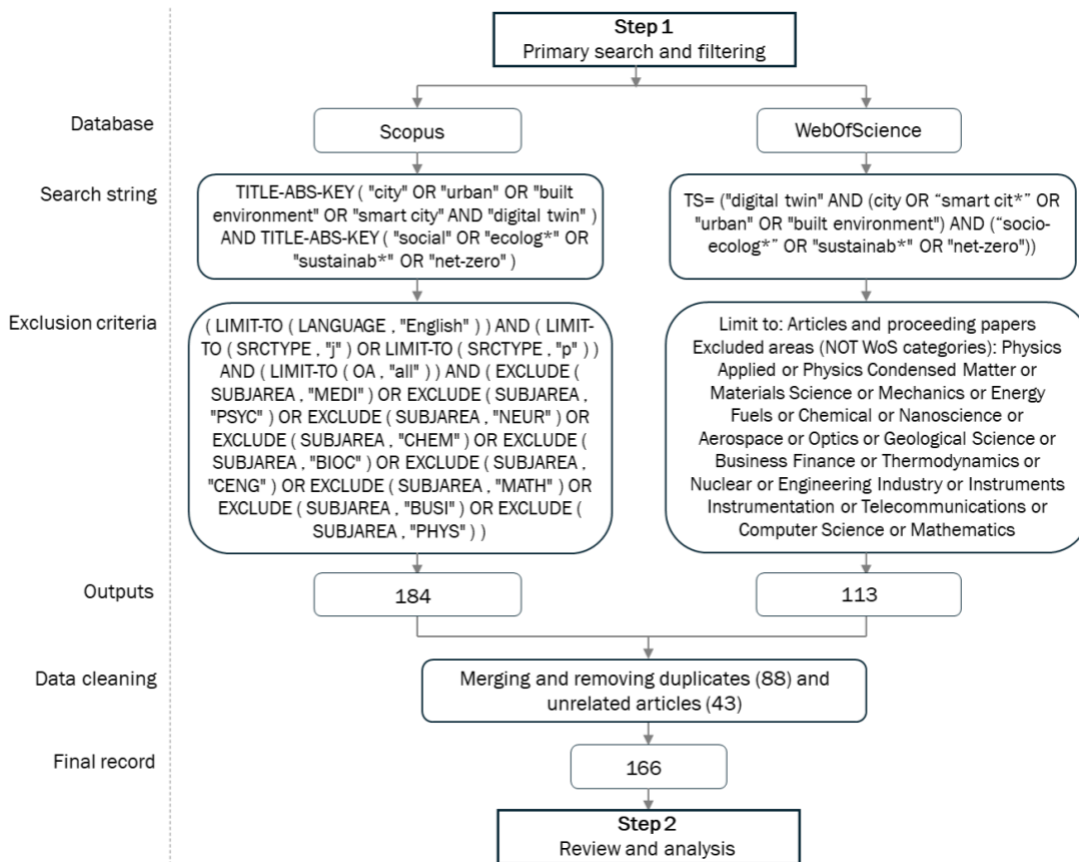 Step 1
Primary search and filtering
Database
Scopus
WebOfScience
Search string
TITLE-ABS-KEY ( "city" OR "urban" OR "built
environment" OR "smart city" AND "digital twin" )
AND TITLE-ABS-KEY ( "social" OR "ecolog*" OR
"sustainab*" OR "net-zero" )
TS= ("digital twin" AND (city OR “smart cit*” OR
"urban" OR "built environment") AND (“socio-
ecolog*” OR "sustainab*" OR "net-zero"))
Exclusion criteria
( LIMIT-TO ( LANGUAGE , "English" ) ) AND ( LIMIT-
TO ( SRCTYPE , "j" ) OR LIMIT-TO ( SRCTYPE , "p" ) )
AND ( LIMIT-TO ( OA , "all" ) ) AND ( EXCLUDE (
SUBJAREA , "MEDI" ) OR EXCLUDE ( SUBJAREA ,
"PSYC" ) OR EXCLUDE ( SUBJAREA , "NEUR" ) OR
EXCLUDE ( SUBJAREA , "CHEM" ) OR EXCLUDE (
SUBJAREA , "BIOC" ) OR EXCLUDE ( SUBJAREA ,
"CENG" ) OR EXCLUDE ( SUBJAREA , "MATH" ) OR
EXCLUDE ( SUBJAREA , "BUSI" ) OR EXCLUDE (
SUBJAREA , "PHYS" ) )
Limit to: Articles and proceeding papers
Excluded areas (NOT WoS categories): Physics
Applied or Physics Condensed Matter or
Materials Science or Mechanics or Energy
Fuels or Chemical or Nanoscience or
Aerospace or Optics or Geological Science or
Business Finance or Thermodynamics or
Nuclear or Engineering Industry or Instruments
Instrumentation or Telecommunications or
Computer Science or Mathematics
Outputs
184
113
Data cleaning
Merging and removing duplicates (88) and
unrelated articles (43)
Final record
166
Step 2
Review and analysis